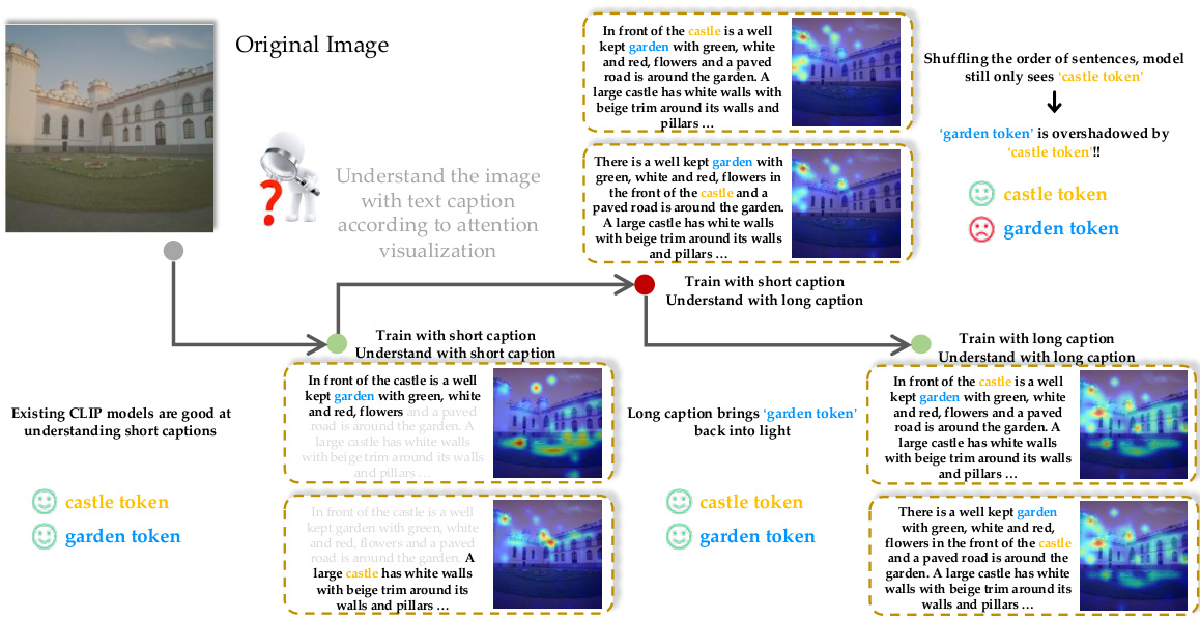 Original Image
Understand the image
with text caption
according to attention
visualization
In front of the castle is a well
kept garden with green, white
and red, flowers and a paved
road is around the garden. A
large castle has white walls with
beige trim around its walls and
pillars ...
There is a well kept garden with
green, white and red, flowers in
the front of the castle and a
paved road is around the garden.
A large castle has white walls
with beige trim around its walls
and pillars ...
Shuffling the order of sentences, model
still only sees 'castle token'
'garden token' is overshadowed by
'castle token'!!
castle token
garden token
Train with short caption
Understand with long caption
Train with short caption
Understand with short caption
Existing CLIP models are good at
understanding short captions
castle token
garden token
In front of the castle is a well
kept garden with green, white
and red, flowers and a paved
road is around the garden. A
large castle has white walls
with beige trim around its walls
and pillars ...
In front of the castle is a well
kept garden with green, white
and red, flowers and a paved
road is around the garden. A
large castle has white walls
with beige trim around its
walls and pillars ...
Train with long caption
Understand with long caption
Long caption brings 'garden token'
back into light
castle token
garden token
In front of the castle is a well
kept garden with green, white
and red, flowers and a paved
road is around the garden. A
large castle has white walls
with beige trim around its walls
and pillars ...
There is a well kept garden
with green, white and red,
flowers in the front of the castle
and a paved road is around the
garden. A large castle has white
walls with beige trim around its
walls and pillars ...